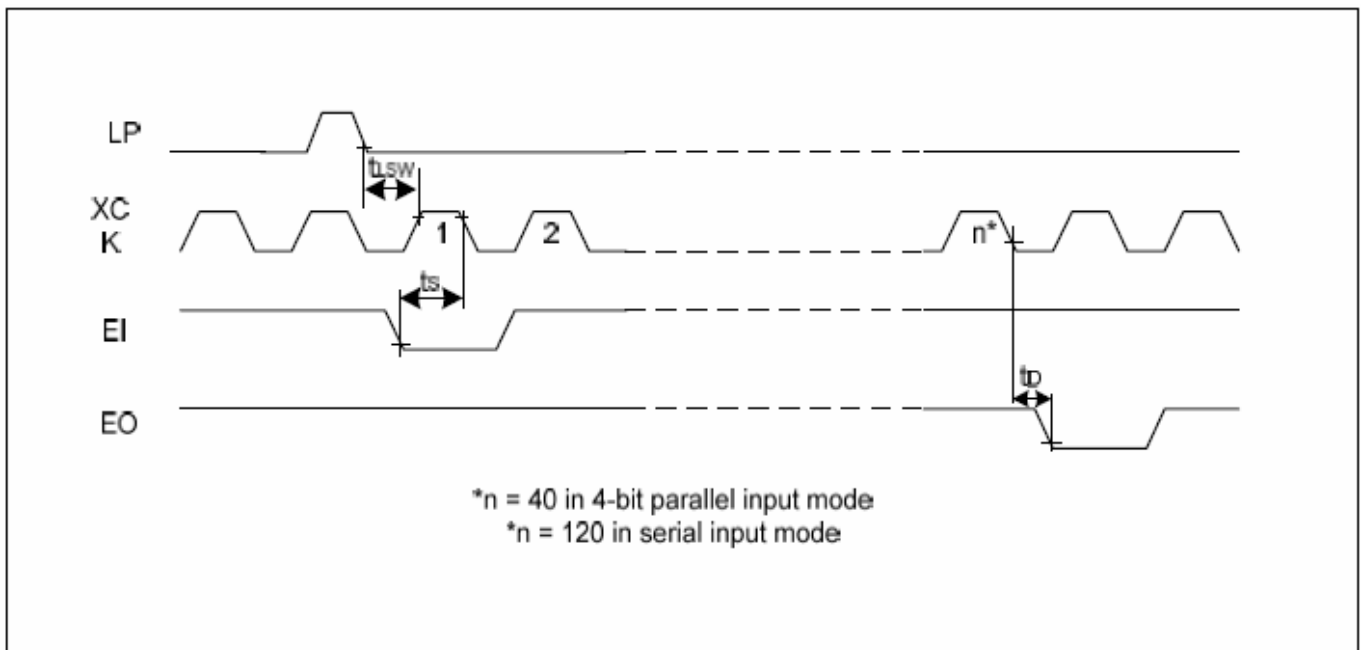 LP
tLSW
XC
K
1
2
n*
ts
EI
tD
EO
*n = 40 in 4-bit parallel input mode
*n = 120 in serial input mode